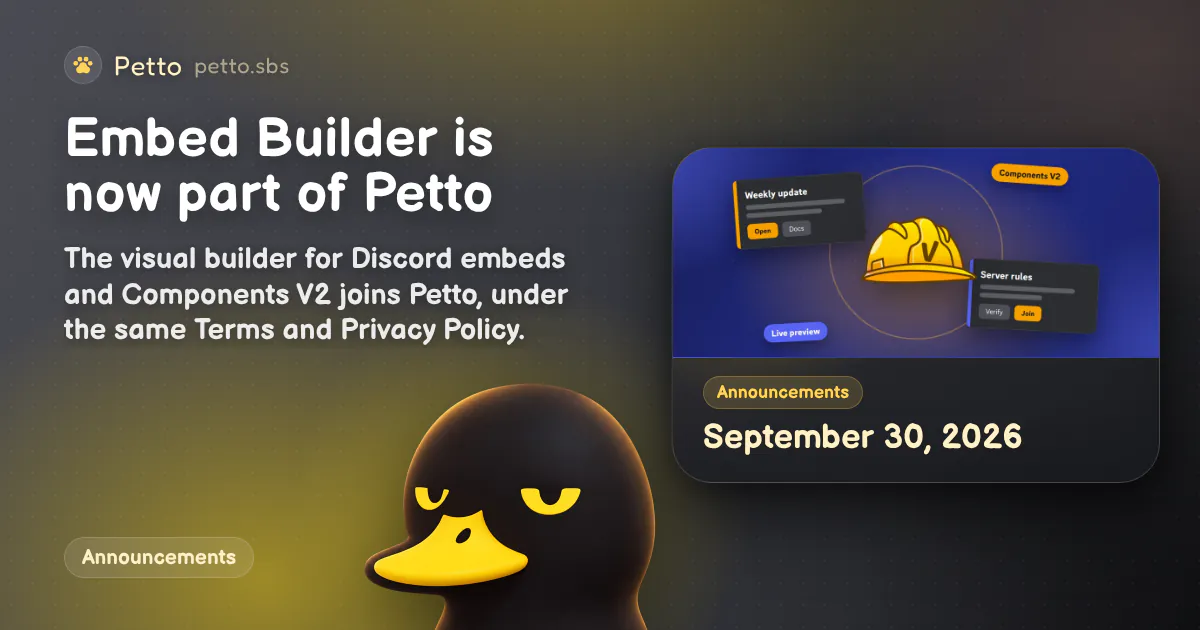 Petto petto.sbs
Embed Builder is
now part of Petto
The visual builder for Discord embeds
and Components V2 joins Petto, under
the same Terms and Privacy Policy.
Announcements
Components V2
Weekly update
Open Docs
V
Server rules
Verify Join
Live preview
Announcements
September 30, 2026